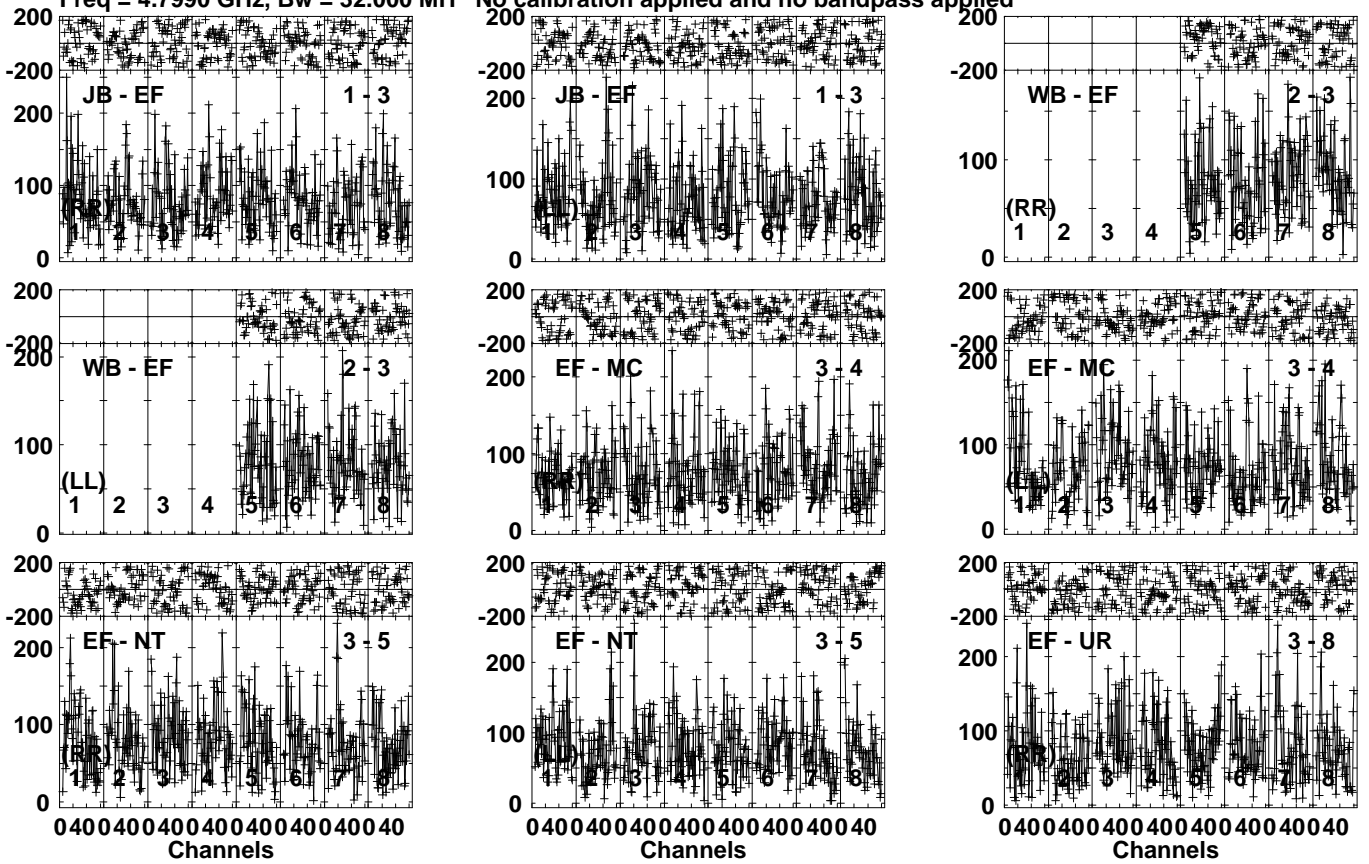 Freq = 4.7990 GHz, Bw = 32.000 MH No calibration applied and no bandpass applied
200 200 200
-200 -200 -200
JB - EF 1 - 3 JB - EF 1 - 3 WB - EF 2 - 3
200 200 200
100 100 100
(RR) (LL) (RR)
1 2 3 4 5 6 7 8 1 2 3 4 5 6 7 8 1 2 3 4 5 6 7 8
0 0 0
200 200 200
-200 -200 -200
200 200 200
WB - EF 2 - 3 EF - MC 3 - 4 EF - MC 3 - 4
100 100 100
(LL) (RR) (LL)
1 2 3 4 5 6 7 8 1 2 3 4 5 6 7 8 1 2 3 4 5 6 7 8
0 0 0
200 200 200
-200 -200 -200
EF - NT 3 - 5 EF - NT 3 - 5 EF - UR 3 - 8
200 200 200
100 100 100
(RR) (LL) (RR)
1 2 3 4 5 6 7 8 1 2 3 4 5 6 7 8 1 2 3 4 5 6 7 8
0 0 0
0 40 0 40 0 40 0 40 0 40 0 40 0 40 0 40 0 40 0 40 0 40 0 40 0 40 0 40 0 40 0 40 0 40 0 40 0 40 0 40 0 40 0 40 0 40 0 40
Channels Channels Channels